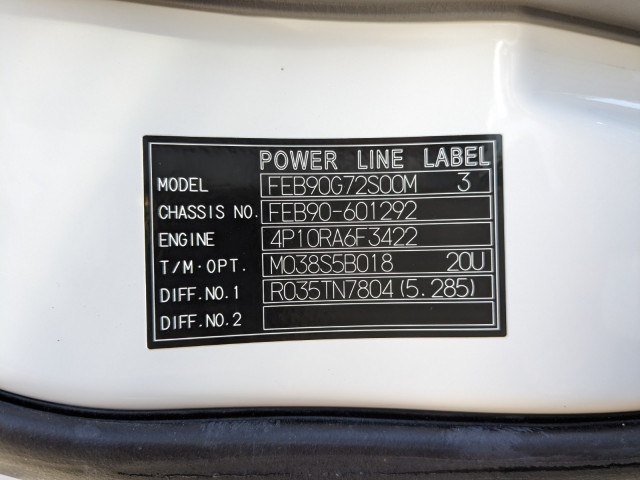 POWER LINE LABEL
MODEL FEB90G72S00M 3
CHASSIS NO. FEB90-601292
ENGINE 4P10RA6F3422
T/M·OPT. M038S5B018 20U
DIFF.NO.1 R035TN7804(5.285)
DIFF.NO.2